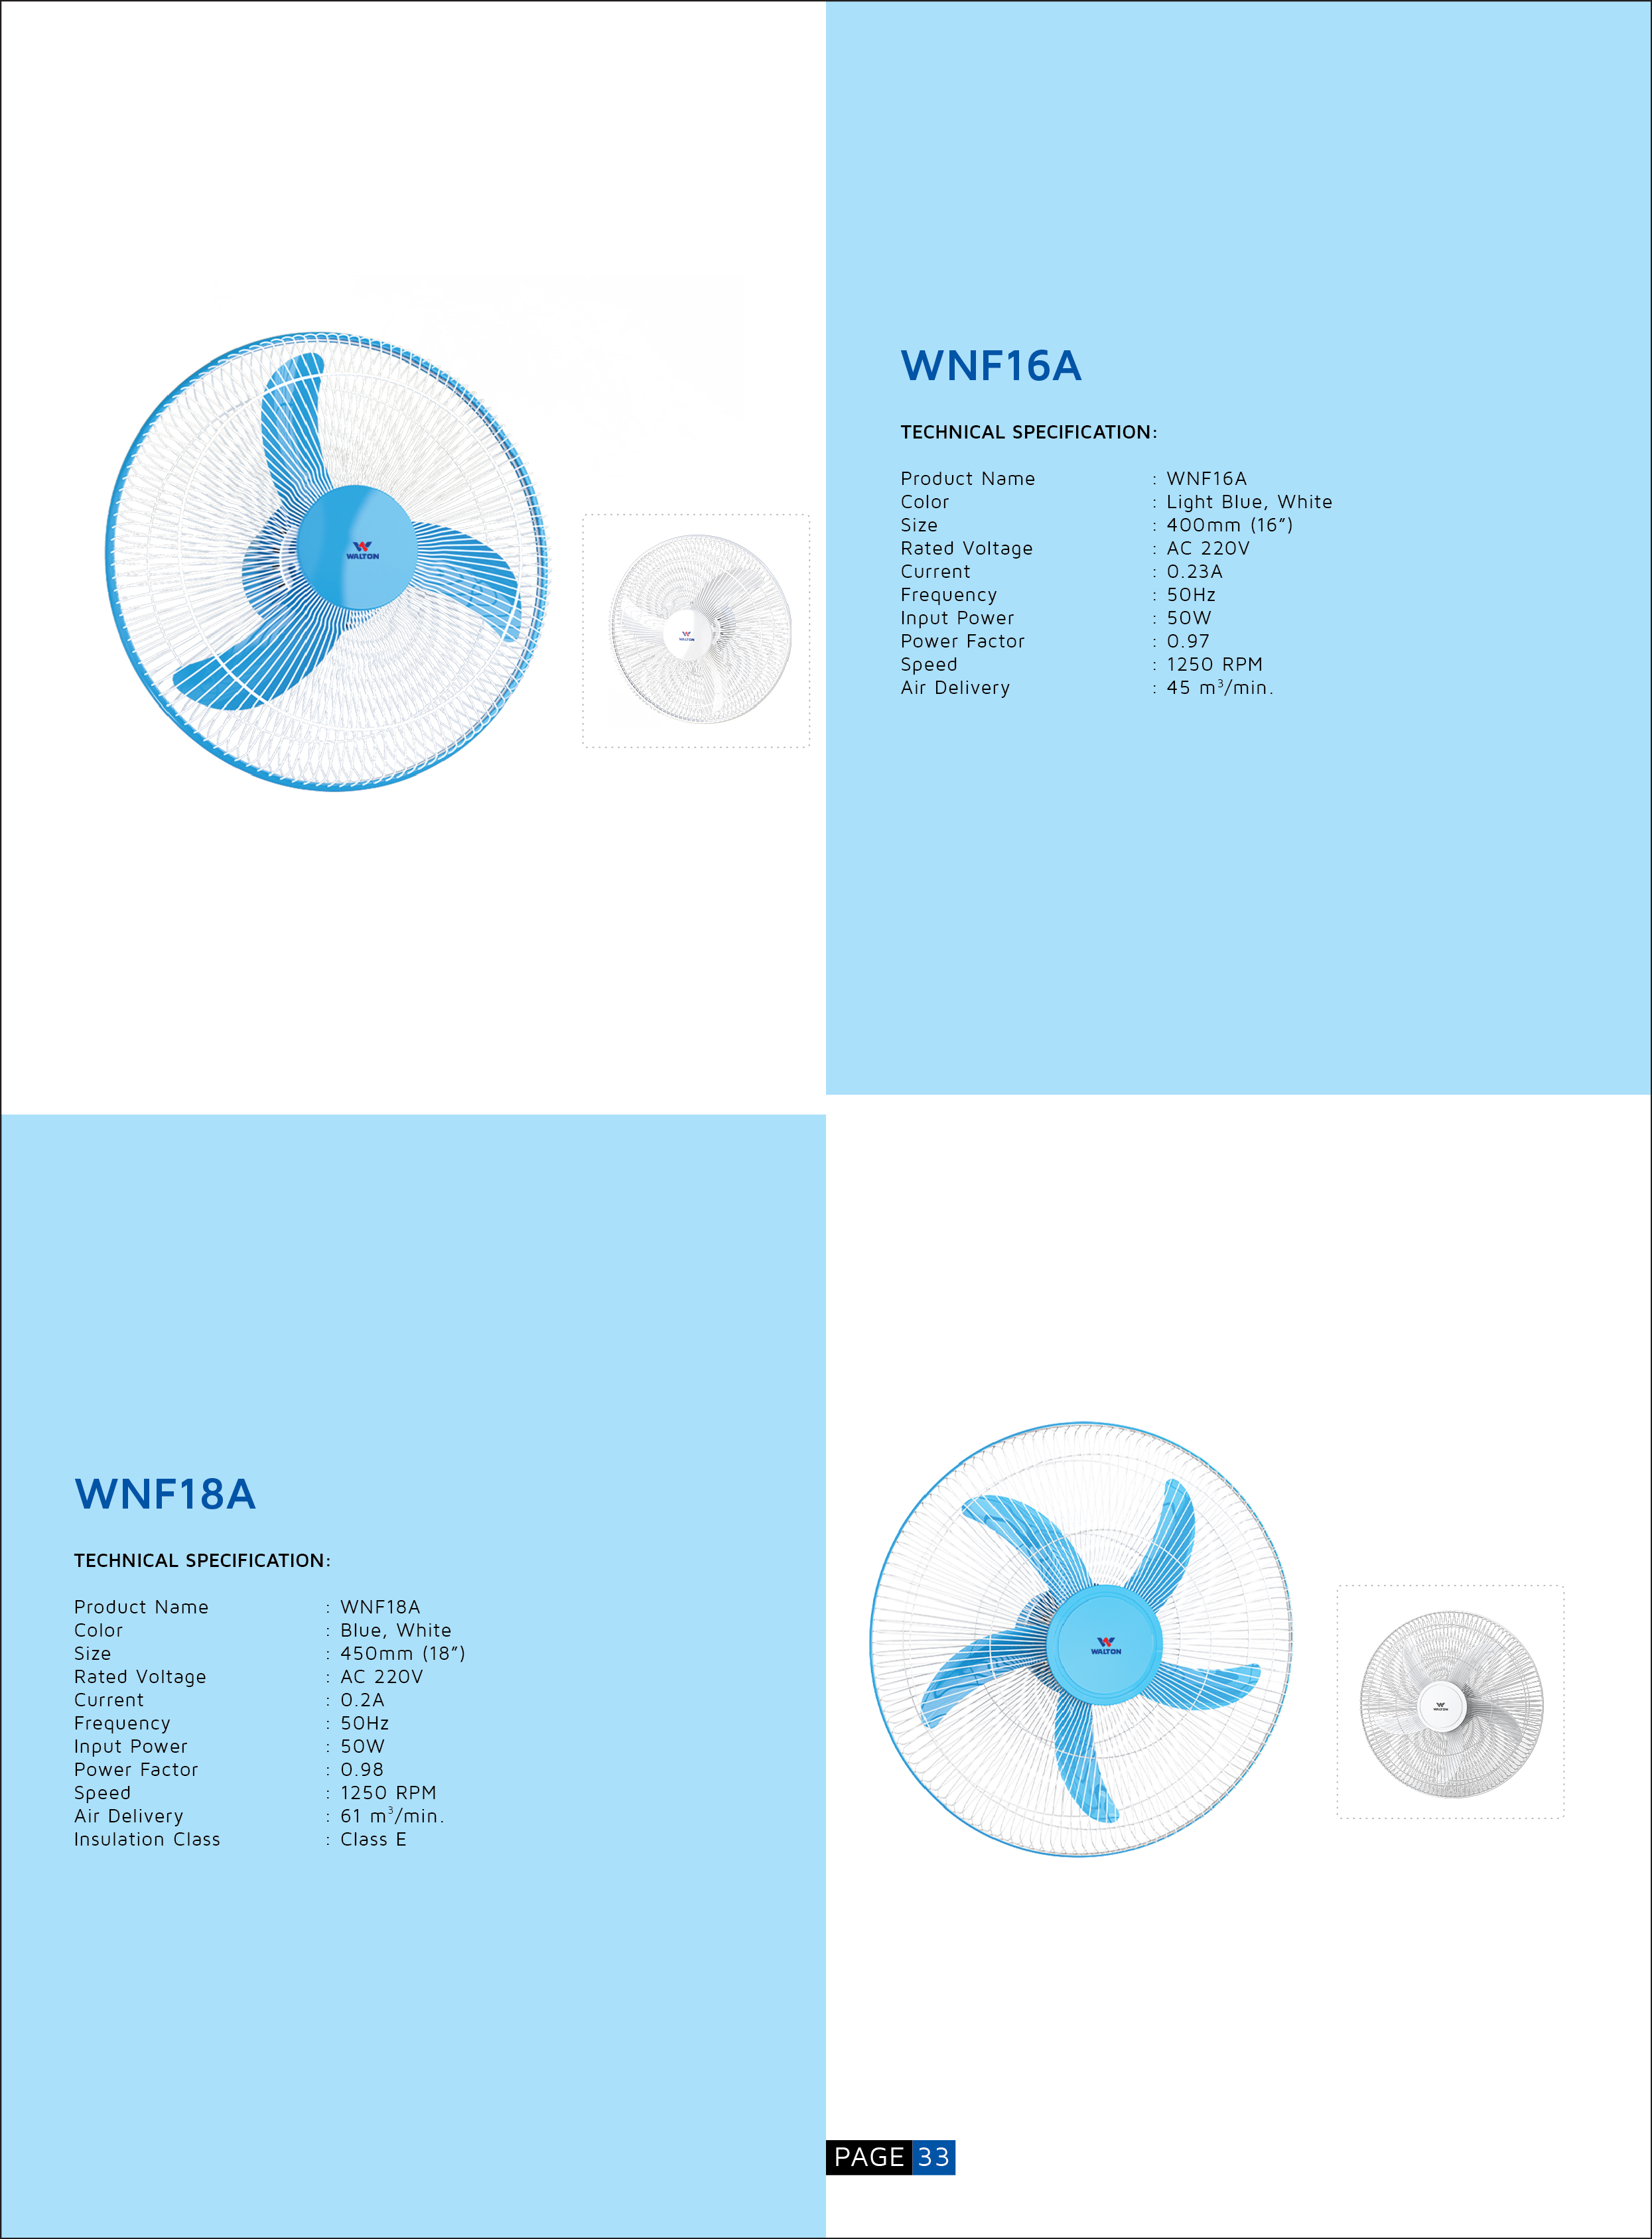 WALTON
WALTON
WNF16A
TECHNICAL SPECIFICATION:
Product Name : WNF16A
Color : Light Blue, White
Size : 400mm (16”)
Rated Voltage : AC 220V
Current : 0.23A
Frequency : 50Hz
Input Power : 50W
Power Factor : 0.97
Speed : 1250 RPM
Air Delivery : 45 m³/min.
WNF18A
TECHNICAL SPECIFICATION:
Product Name : WNF18A
Color : Blue, White
Size : 450mm (18”)
Rated Voltage : AC 220V
Current : 0.2A
Frequency : 50Hz
Input Power : 50W
Power Factor : 0.98
Speed : 1250 RPM
Air Delivery : 61 m³/min.
Insulation Class : Class E
WALTON
WALTON
PAGE 33